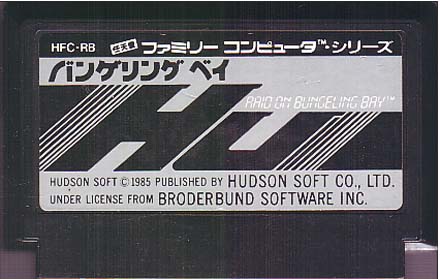 HFC-RB 任天堂 ファミリー コンピュータ™シリーズ
バンゲリング ベイ
RAID ON BUNGELING BAY™
HU
HUDSON SOFT © 1985 PUBLISHED BY HUDSON SOFT CO., LTD.
UNDER LICENSE FROM BRODERBUND SOFTWARE INC.